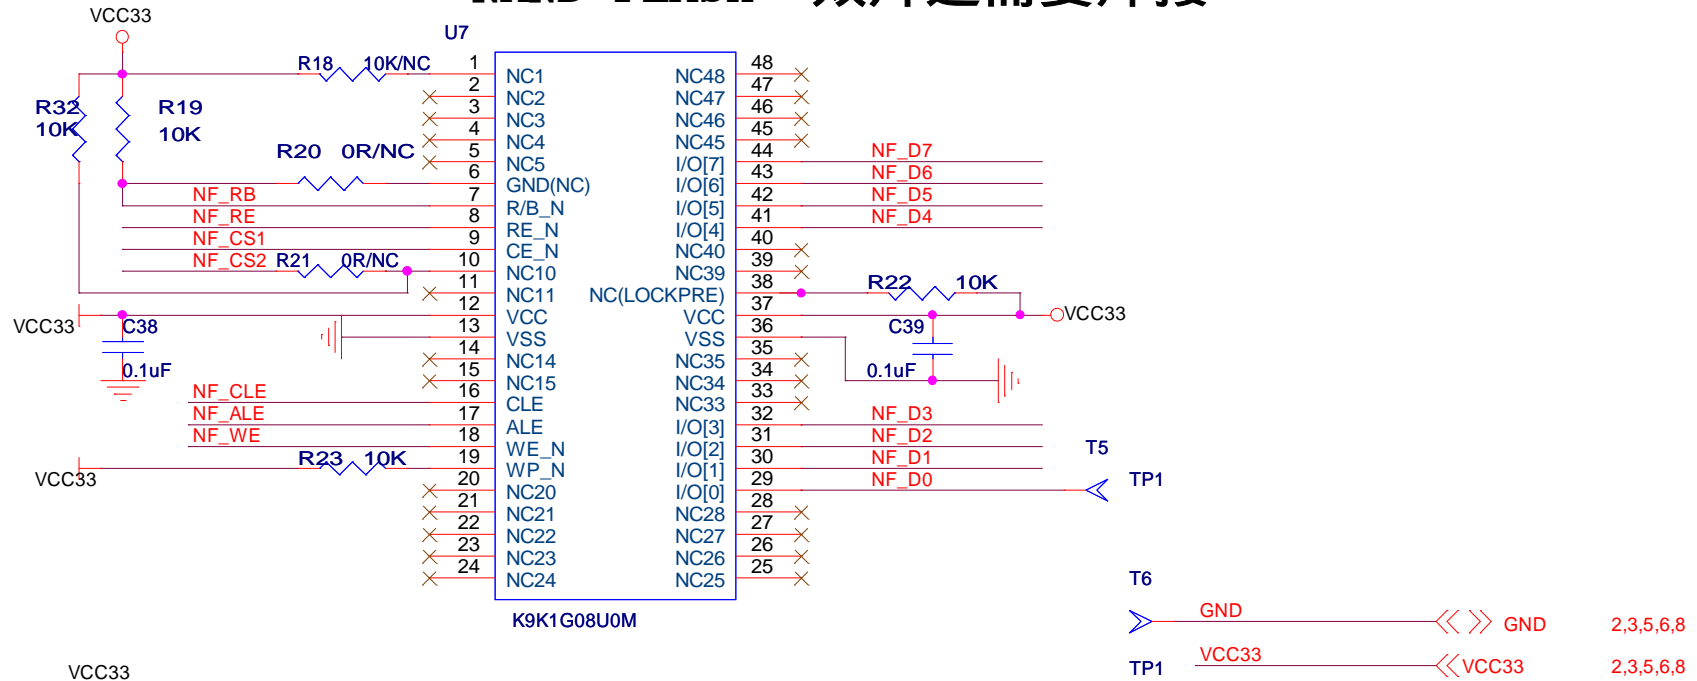 NAND FLASH
VCC33
U7
R18 10K/NC
R32 10K
R19 10K
R20 0R/NC
NF_RB
NF_RE
NF_CS1
NF_CS2 R21 0R/NC
VCC33
C38
0.1uF
NF_CLE
NF_ALE
NF_WE
R23 10K
VCC33
1 NC1
2 NC2
3 NC3
4 NC4
5 NC5
6 GND(NC)
7 R/B_N
8 RE_N
9 CE_N
10 NC10
11 NC11
12 VCC
13 VSS
14 NC14
15 NC15
16 CLE
17 ALE
18 WE_N
19 WP_N
20 NC20
21 NC21
22 NC22
23 NC23
24 NC24
NC48 48
NC47 47
NC46 46
NC45 45
I/O[7] 44 NF_D7
I/O[6] 43 NF_D6
I/O[5] 42 NF_D5
I/O[4] 41 NF_D4
NC40 40
NC39 39
NC(LOCKPRE) 38 R22 10K
VCC 37 VCC33
VSS 36 C39
0.1uF
NC35 35
NC34 34
NC33 33
I/O[3] 32 NF_D3
I/O[2] 31 NF_D2
I/O[1] 30 NF_D1
I/O[0] 29 NF_D0
NC28 28
NC27 27
NC26 26
NC25 25
T5
TP1
K9K1G08U0M
T6
TP1
GND GND 2,3,5,6,8
VCC33 VCC33 2,3,5,6,8
VCC33